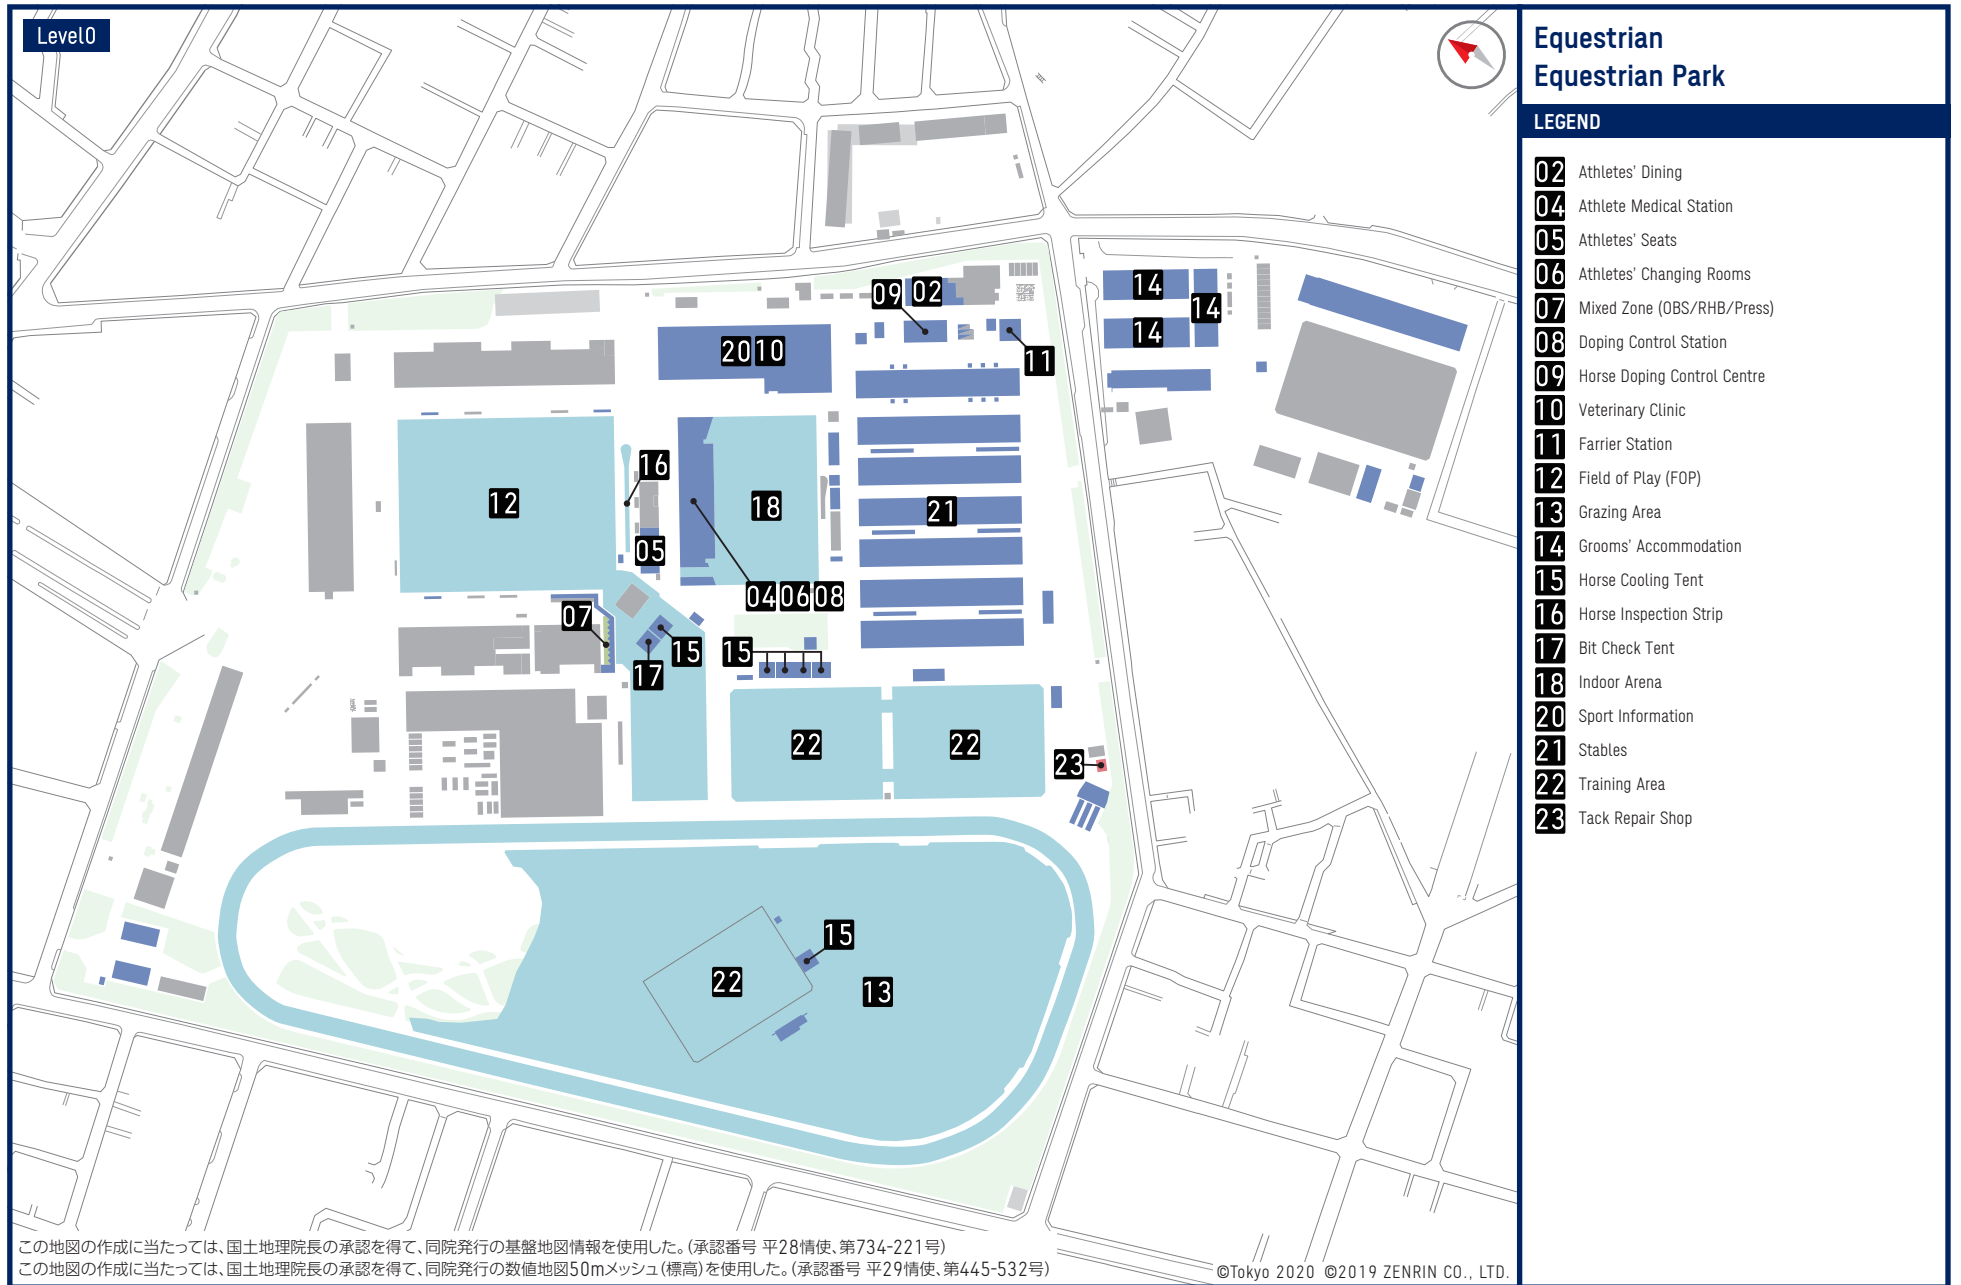 Level0
Equestrian
Equestrian Park
LEGEND
02 Athletes' Dining
04 Athlete Medical Station
05 Athletes' Seats
06 Athletes' Changing Rooms
07 Mixed Zone (OBS/RHB/Press)
08 Doping Control Station
09 Horse Doping Control Centre
10 Veterinary Clinic
11 Farrier Station
12 Field of Play (FOP)
13 Grazing Area
14 Grooms' Accommodation
15 Horse Cooling Tent
16 Horse Inspection Strip
17 Bit Check Tent
18 Indoor Arena
20 Sport Information
21 Stables
22 Training Area
23 Tack Repair Shop
09 02
14
14
14
20 10
11
16
12
18
21
05
04 06 08
07
15
15
17
22
22
23
15
22
13
この地図の作成に当たっては、国土地理院長の承認を得て、同院発行の基盤地図情報を使用した。(承認番号 平28情使、第734-221号)
この地図の作成に当たっては、国土地理院長の承認を得て、同院発行の数値地図50mメッシュ(標高)を使用した。(承認番号 平29情使、第445-532号)
©Tokyo 2020 ©2019 ZENRIN CO., LTD.